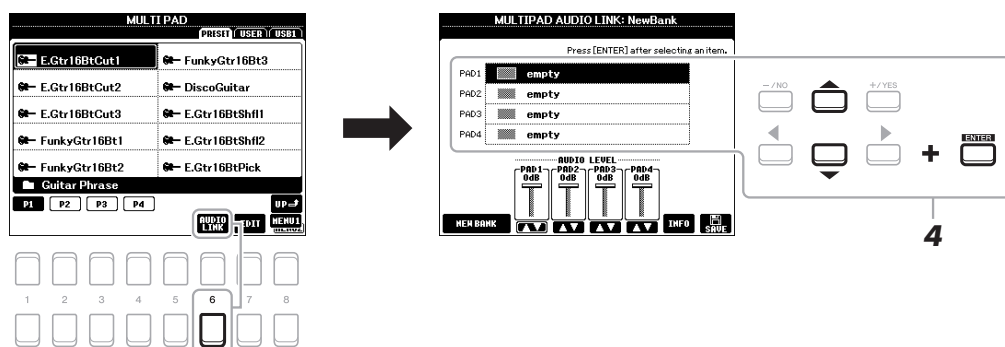 MULTI PAD
PRESET USER USB1
E.Gtr16BtCut1 FunkyGtr16Bt3
E.Gtr16BtCut2 DiscoGuitar
E.Gtr16BtCut3 E.Gtr16BtShfl1
FunkyGtr16Bt1 E.Gtr16BtShfl2
FunkyGtr16Bt2 E.Gtr16BtPick
Guitar Phrase
P1 P2 P3 P4 UP
AUDIO LINK EDIT MENU1
1 2 3 4 5 6 7 8
MULTIPAD AUDIO LINK: NewBank
Press [ENTER] after selecting an item.
PAD1 empty
PAD2 empty
PAD3 empty
PAD4 empty
AUDIO LEVEL
PAD1 PAD2 PAD3 PAD4
0dB 0dB 0dB 0dB
NEW BANK INFO SAVE
–/NO +/YES
ENTER
+
4